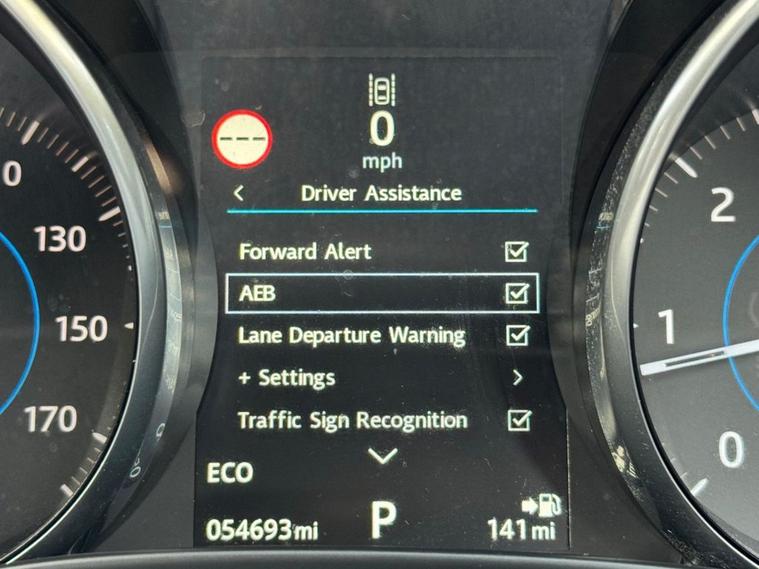 0
mph
---
Driver Assistance
Forward Alert
AEB
Lane Departure Warning
+ Settings
Traffic Sign Recognition
ECO
054693mi
P
141mi
0
130
150
170
2
1
0